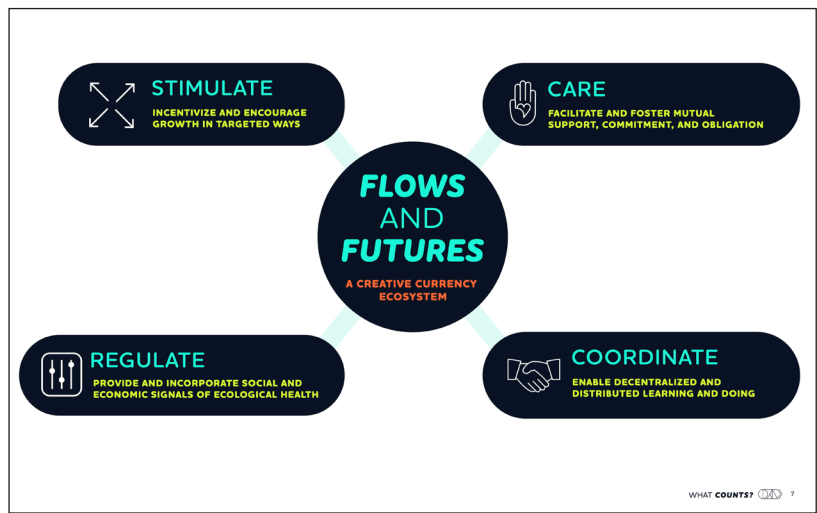 STIMULATE
INCENTIVIZE AND ENCOURAGE
GROWTH IN TARGETED WAYS
CARE
FACILITATE AND FOSTER MUTUAL
SUPPORT, COMMITMENT, AND OBLIGATION
FLOWS
AND
FUTURES
A CREATIVE CURRENCY
ECOSYSTEM
REGULATE
PROVIDE AND INCORPORATE SOCIAL AND
ECONOMIC SIGNALS OF ECOLOGICAL HEALTH
COORDINATE
ENABLE DECENTRALIZED AND
DISTRIBUTED LEARNING AND DOING
WHAT COUNTS? 7